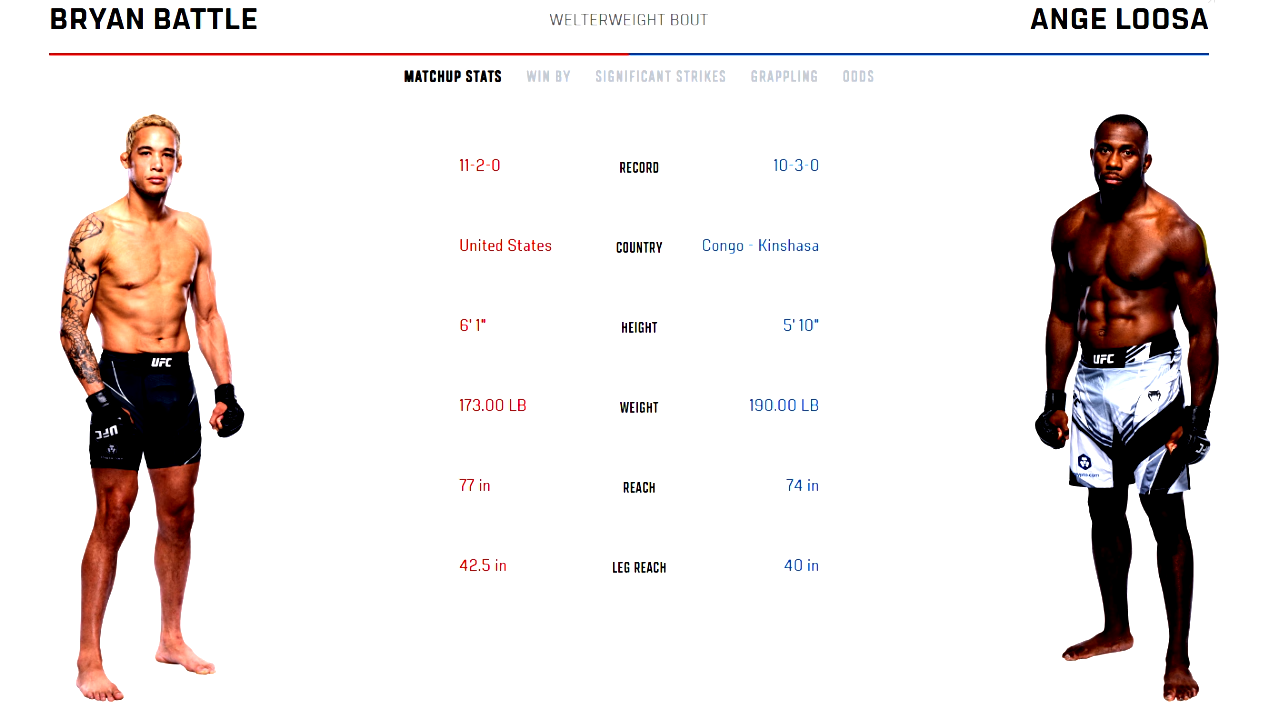 BRYAN BATTLE WELTERWEIGHT BOUT ANGE LOOSA
MATCHUP STATS WIN BY SIGNIFICANT STRIKES GRAPPLING ODDS
11-2-0 RECORD 10-3-0
United States COUNTRY Congo - Kinshasa
6' 1" HEIGHT 5' 10"
UFC UFC
173.00 LB WEIGHT 190.00 LB
UFC
77 in REACH 74 in
42.5 in LEG REACH 40 in